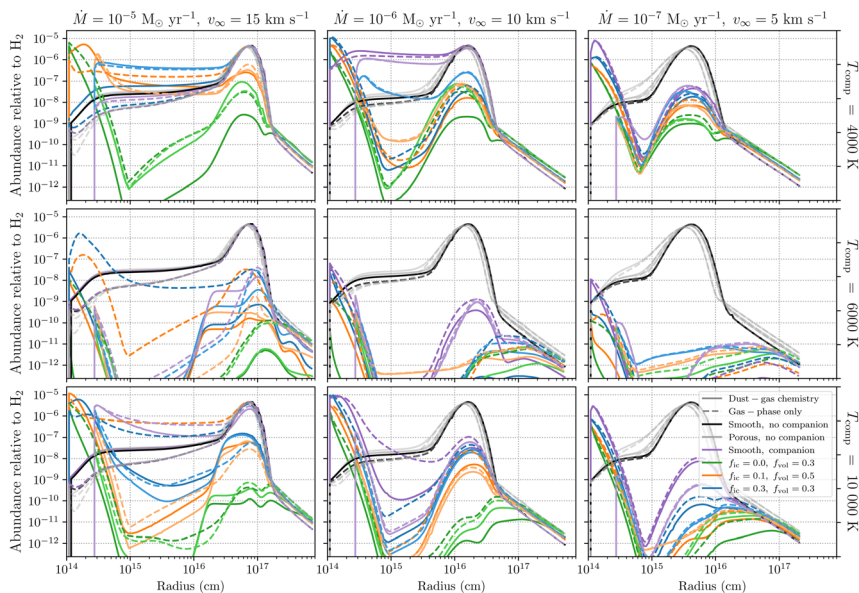 Ṁ = 10⁻⁵ M⊙ yr⁻¹, v∞ = 15 km s⁻¹
Ṁ = 10⁻⁶ M⊙ yr⁻¹, v∞ = 10 km s⁻¹
Ṁ = 10⁻⁷ M⊙ yr⁻¹, v∞ = 5 km s⁻¹
Abundance relative to H₂
10⁻⁵
10⁻⁶
10⁻⁷
10⁻⁸
10⁻⁹
10⁻¹⁰
10⁻¹¹
10⁻¹²
T_comp = 4000 K
Abundance relative to H₂
10⁻⁵
10⁻⁶
10⁻⁷
10⁻⁸
10⁻⁹
10⁻¹⁰
10⁻¹¹
10⁻¹²
T_comp = 6000 K
Abundance relative to H₂
10⁻⁵
10⁻⁶
10⁻⁷
10⁻⁸
10⁻⁹
10⁻¹⁰
10⁻¹¹
10⁻¹²
Dust − gas chemistry
Gas − phase only
Smooth, no companion
Porous, no companion
Smooth, companion
f_ic = 0.0, f_vol = 0.3
f_ic = 0.1, f_vol = 0.5
f_ic = 0.3, f_vol = 0.3
T_comp = 10 000 K
10¹⁴ 10¹⁵ 10¹⁶ 10¹⁷
10¹⁴ 10¹⁵ 10¹⁶ 10¹⁷
10¹⁴ 10¹⁵ 10¹⁶ 10¹⁷
Radius (cm)
Radius (cm)
Radius (cm)